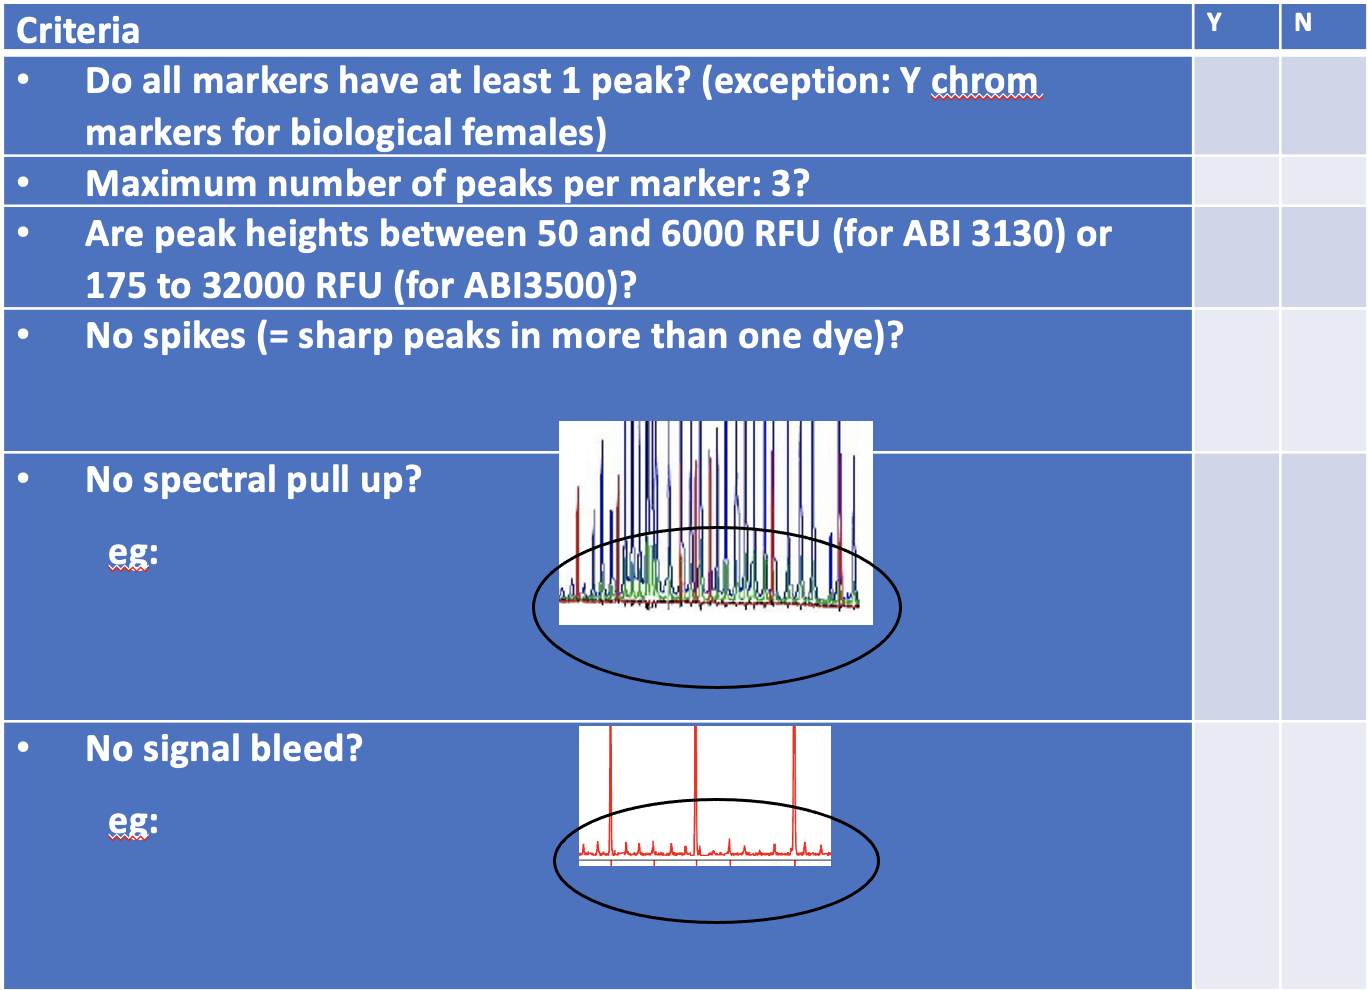 Criteria
Y
N
• Do all markers have at least 1 peak? (exception: Y chrom
markers for biological females)
• Maximum number of peaks per marker: 3?
• Are peak heights between 50 and 6000 RFU (for ABI 3130) or
175 to 32000 RFU (for ABI3500)?
• No spikes (= sharp peaks in more than one dye)?
• No spectral pull up?
eg:
• No signal bleed?
eg: